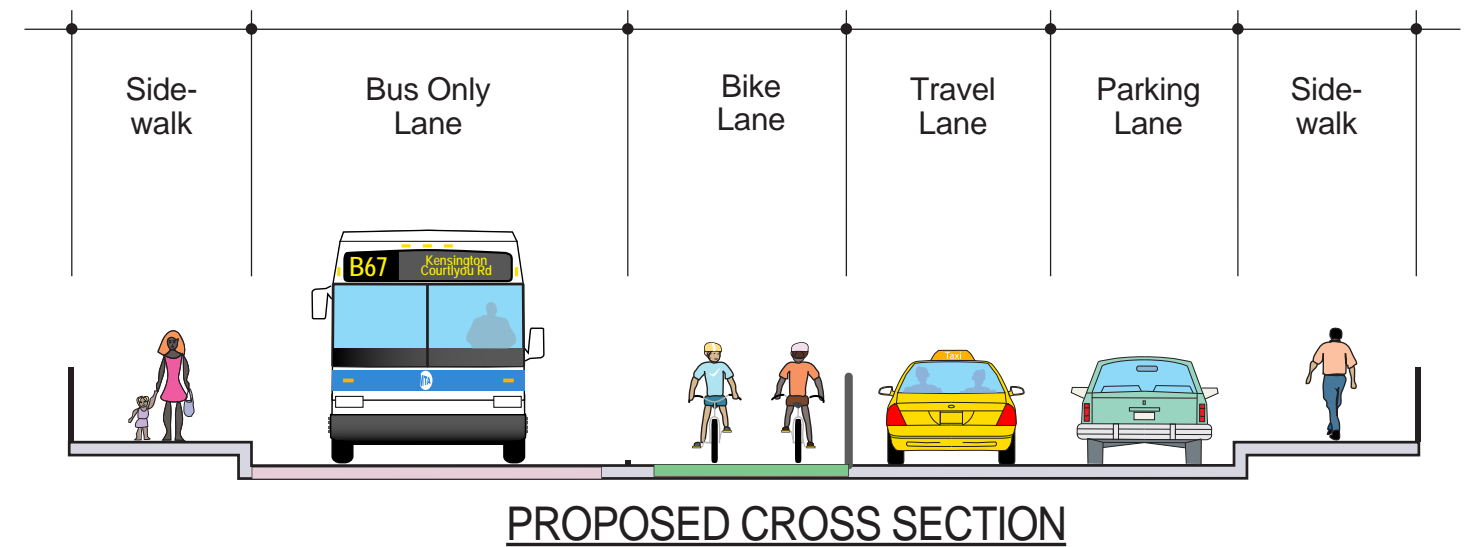 Side-
walk
Bus Only
Lane
Bike
Lane
Travel
Lane
Parking
Lane
Side-
walk
B67
Kensington
Courtlyou Rd
Taxi
MTA
PROPOSED CROSS SECTION